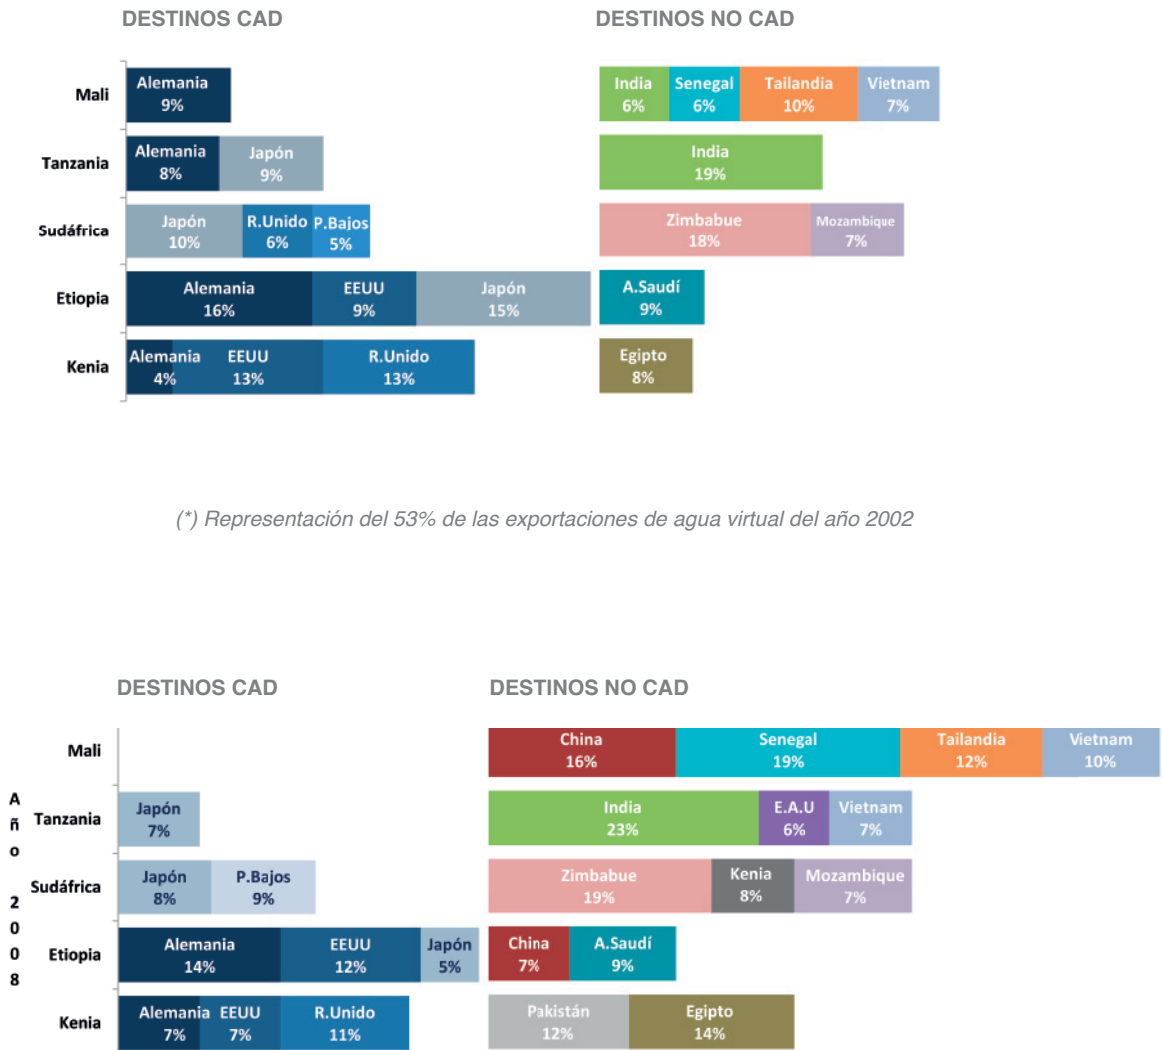 DESTINOS CAD
DESTINOS NO CAD
Mali
Alemania
9%
India
6%
Senegal
6%
Tailandia
10%
Vietnam
7%
Tanzania
Alemania
8%
Japón
9%
India
19%
Sudáfrica
Japón
10%
R.Unido
6%
P.Bajos
5%
Zimbabue
18%
Mozambique
7%
Etiopia
Alemania
16%
EEUU
9%
Japón
15%
A.Saudí
9%
Kenia
Alemania
4%
EEUU
13%
R.Unido
13%
Egipto
8%
(*) Representación del 53% de las exportaciones de agua virtual del año 2002
DESTINOS CAD
DESTINOS NO CAD
Año 2008
Mali
China
16%
Senegal
19%
Tailandia
12%
Vietnam
10%
Tanzania
Japón
7%
India
23%
E.A.U
6%
Vietnam
7%
Sudáfrica
Japón
8%
P.Bajos
9%
Zimbabue
19%
Kenia
8%
Mozambique
7%
Etiopia
Alemania
14%
EEUU
12%
Japón
5%
China
7%
A.Saudí
9%
Kenia
Alemania
7%
EEUU
7%
R.Unido
11%
Pakistán
12%
Egipto
14%